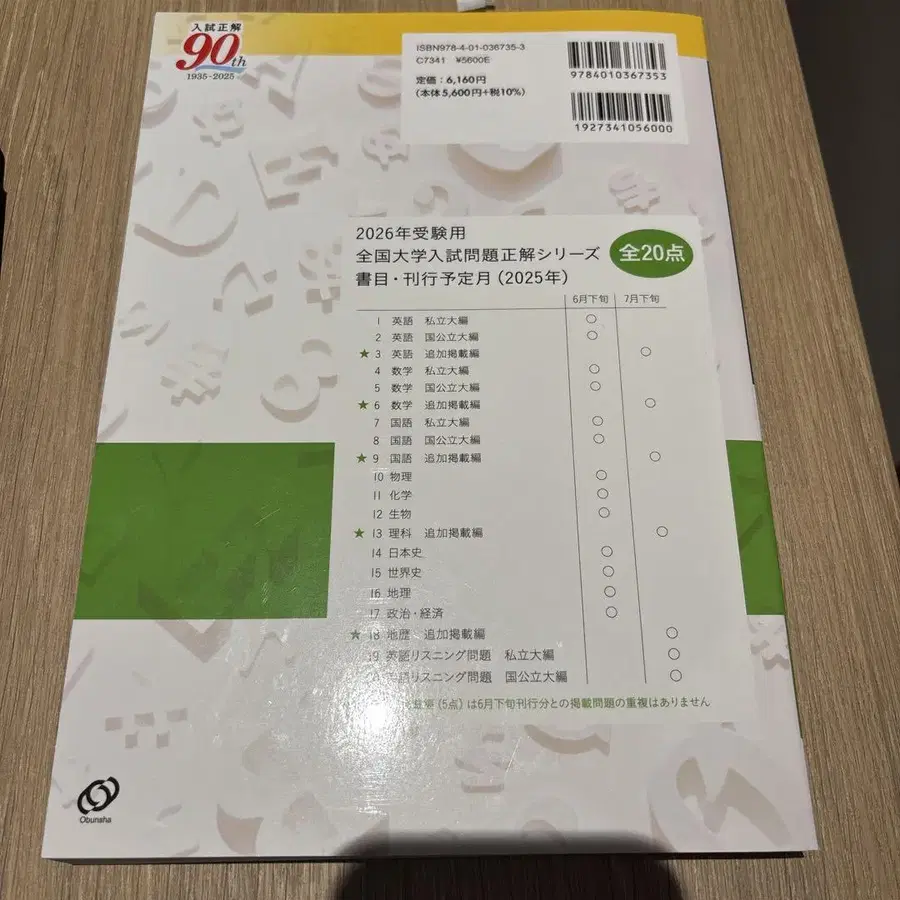 入試正解
90th
1935-2025
ISBN978-4-01-036735-3
C7341 ¥5600E
定価：6,160円
（本体5,600円+税10%）
9784010367353
1927341056000
2026年受験用
全国大学入試問題正解シリーズ
書目・刊行予定月（2025年）
全20点
6月下旬 7月下旬
1 英語 私立大編 ○
2 英語 国公立大編 ○
★ 3 英語 追加掲載編 ○
4 数学 私立大編 ○
5 数学 国公立大編 ○
★ 6 数学 追加掲載編 ○
7 国語 私立大編 ○
8 国語 国公立大編 ○
★ 9 国語 追加掲載編 ○
10 物理 ○
11 化学 ○
12 生物 ○
★ 13 理科 追加掲載編 ○
14 日本史 ○
15 世界史 ○
16 地理 ○
17 政治・経済 ○
★ 18 地歴 追加掲載編 ○
19 英語リスニング問題 私立大編 ○
英語リスニング問題 国公立大編 ○
（5点）は6月下旬刊行分との掲載問題の重複はありません
Obunsha